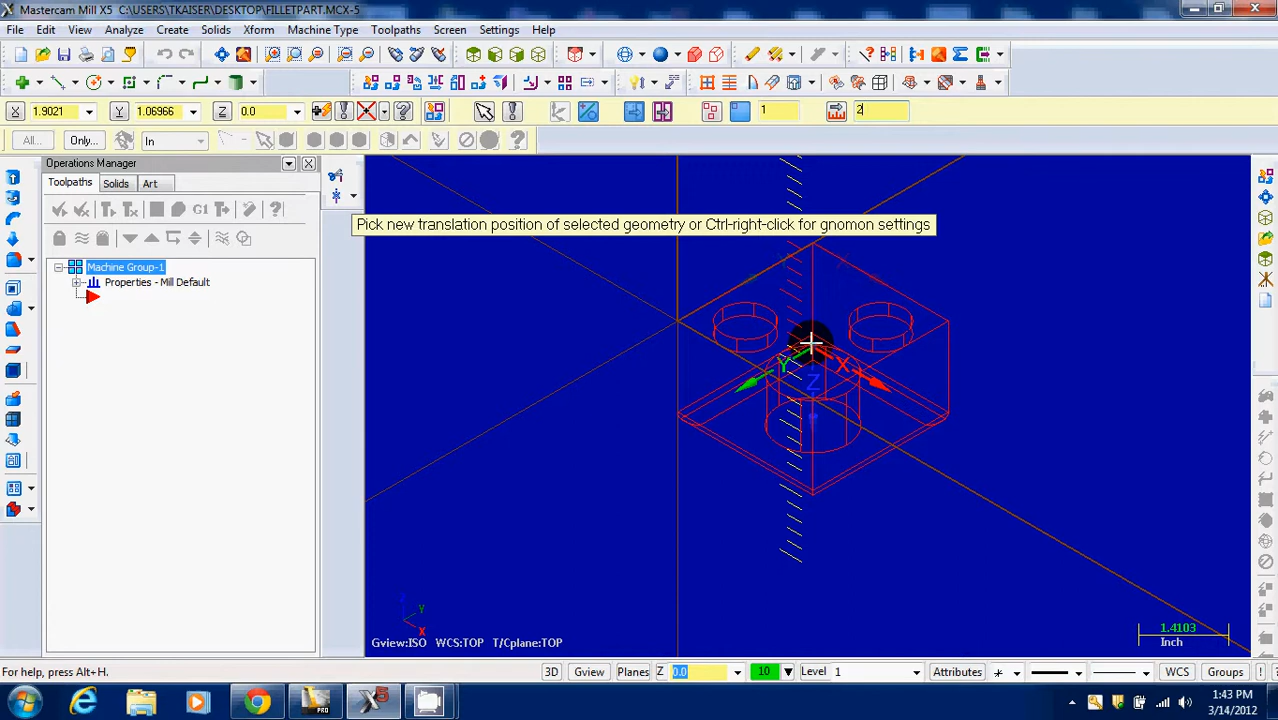 Mastercam Mill X5 C:\USERS\TKAISER\DESKTOP\FILLETPART.MCX-5
File Edit View Analyze Create Solids Xform Machine Type Toolpaths Screen Settings Help
X 1.9021 Y 1.06966 Z 0.0 1 2
All... Only... In
Operations Manager
Toolpaths Solids Art
G1
Pick new translation position of selected geometry or Ctrl-right-click for gnomon settings
Machine Group-1
Properties - Mill Default
Y X
Z
Z
Y
X
1.4103
Inch
Gview:ISO WCS:TOP T/Cplane:TOP
For help, press Alt+H.
3D Gview Planes Z 0.0 10 Level 1 Attributes WCS Groups
PRO
X5
1:43 PM
3/14/2012